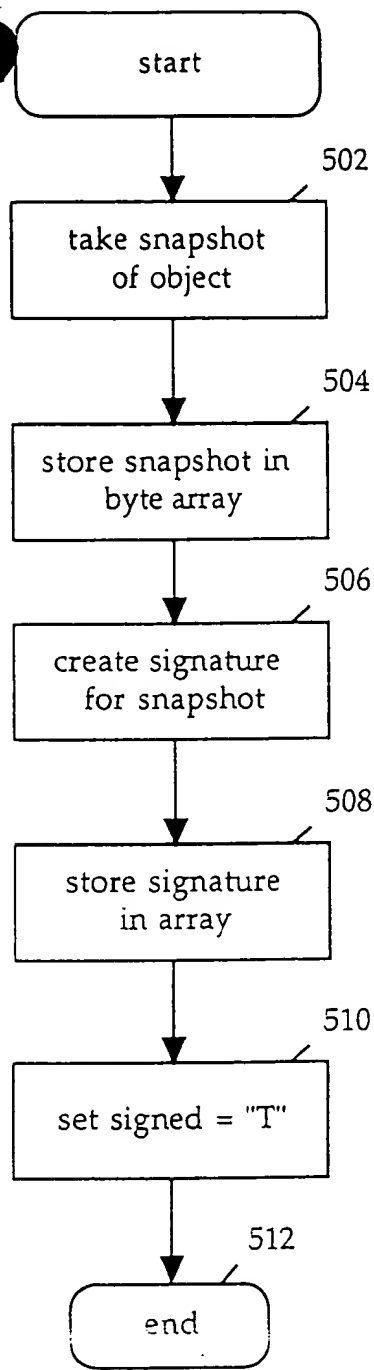 start
502
take snapshot
of object
504
store snapshot in
byte array
506
create signature
for snapshot
508
store signature
in array
510
set signed = "T"
512
end